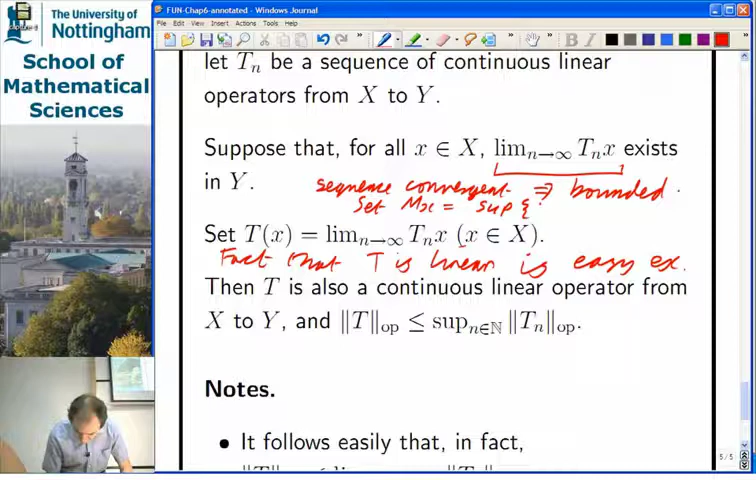 The University of
Nottingham
School of
Mathematical
Sciences
FUN-Chap6-annotated - Windows Journal
File Edit View Insert Actions Tools Help
B I
let Tₙ be a sequence of continuous linear
operators from X to Y.
Suppose that, for all x ∈ X, limₙ→∞ Tₙx exists
in Y.
sequence convergent ⇒ bounded.
Set Mx = sup {
Set T(x) = limₙ→∞ Tₙx (x ∈ X).
Fact that T is linear is easy ex.
Then T is also a continuous linear operator from
X to Y, and ‖T‖op ≤ supₙ∈ℕ ‖Tₙ‖op.
Notes.
• It follows easily that, in fact,
5 / 5